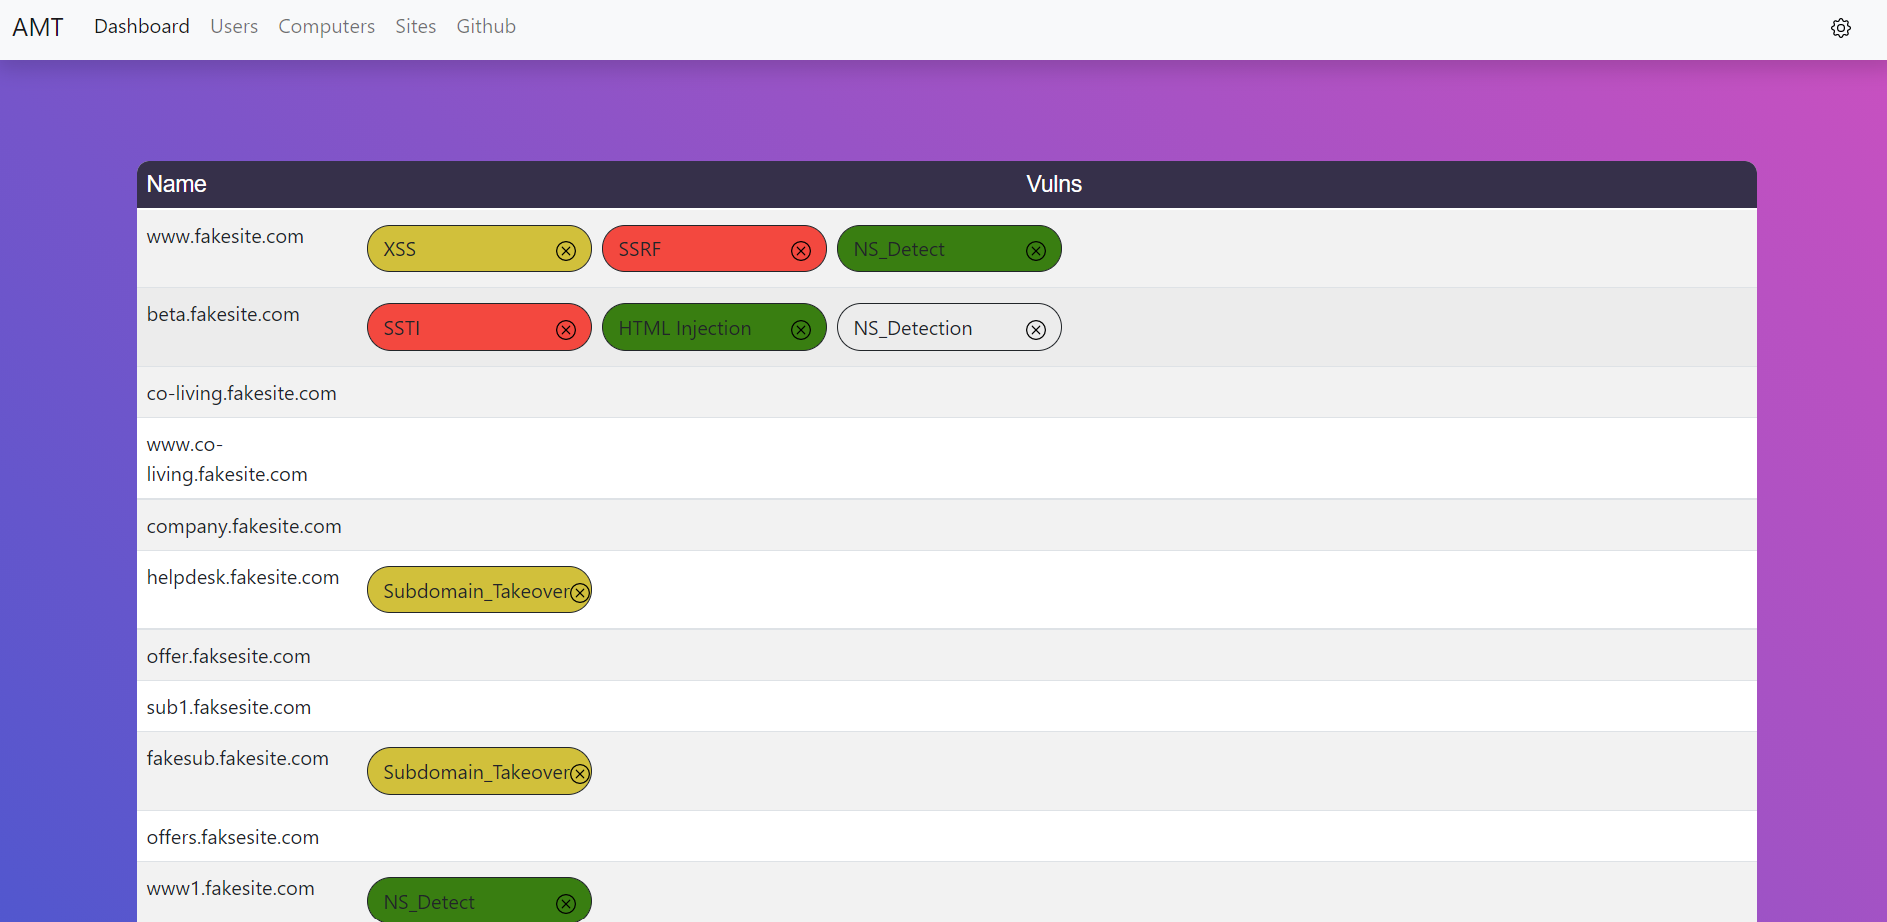 AMT Dashboard Users Computers Sites Github
Name Vulns
www.fakesite.com XSS SSRF NS_Detect
beta.fakesite.com SSTI HTML Injection NS_Detection
co-living.fakesite.com
www.co-
living.fakesite.com
company.fakesite.com
helpdesk.fakesite.com Subdomain_Takeover
offer.faksesite.com
sub1.faksesite.com
fakesub.fakesite.com Subdomain_Takeover
offers.faksesite.com
www1.fakesite.com NS_Detect